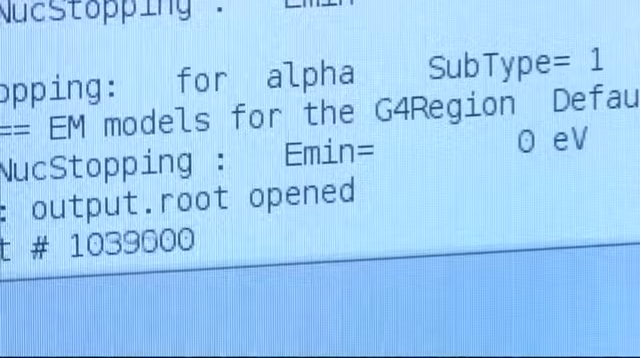 NucStopping :   Emin
opping:   for  alpha    SubType= 1
== EM models for the G4Region  Defau
NucStopping :   Emin=        0 eV
: output.root opened
t # 1039000